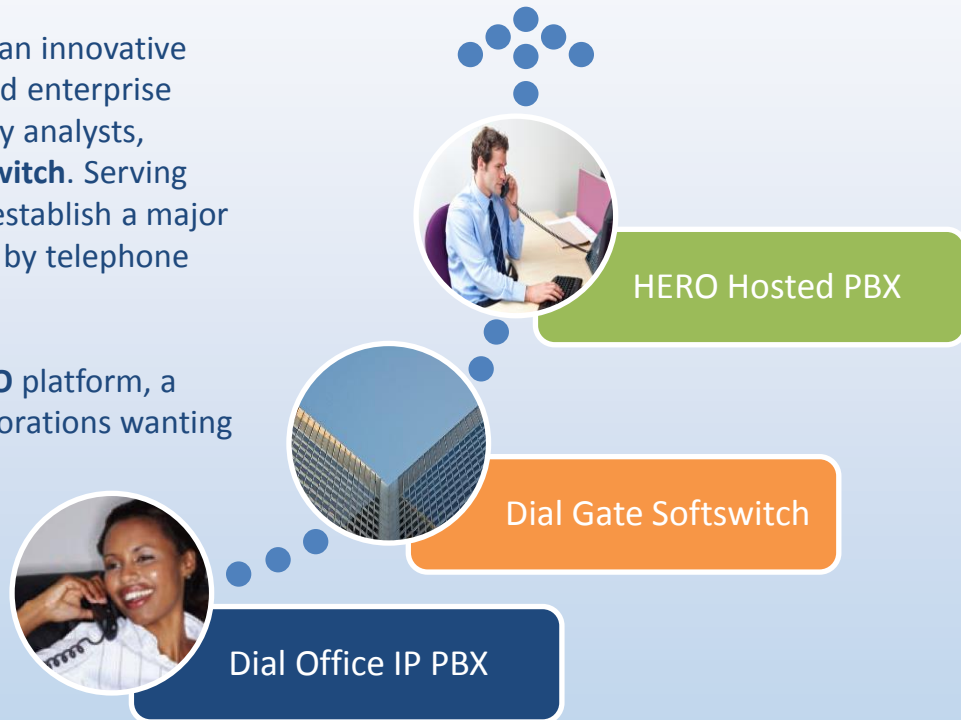 an innovative
d enterprise
y analysts,
witch. Serving
establish a major
by telephone
O platform, a
orations wanting
HERO Hosted PBX
Dial Gate Softswitch
Dial Office IP PBX